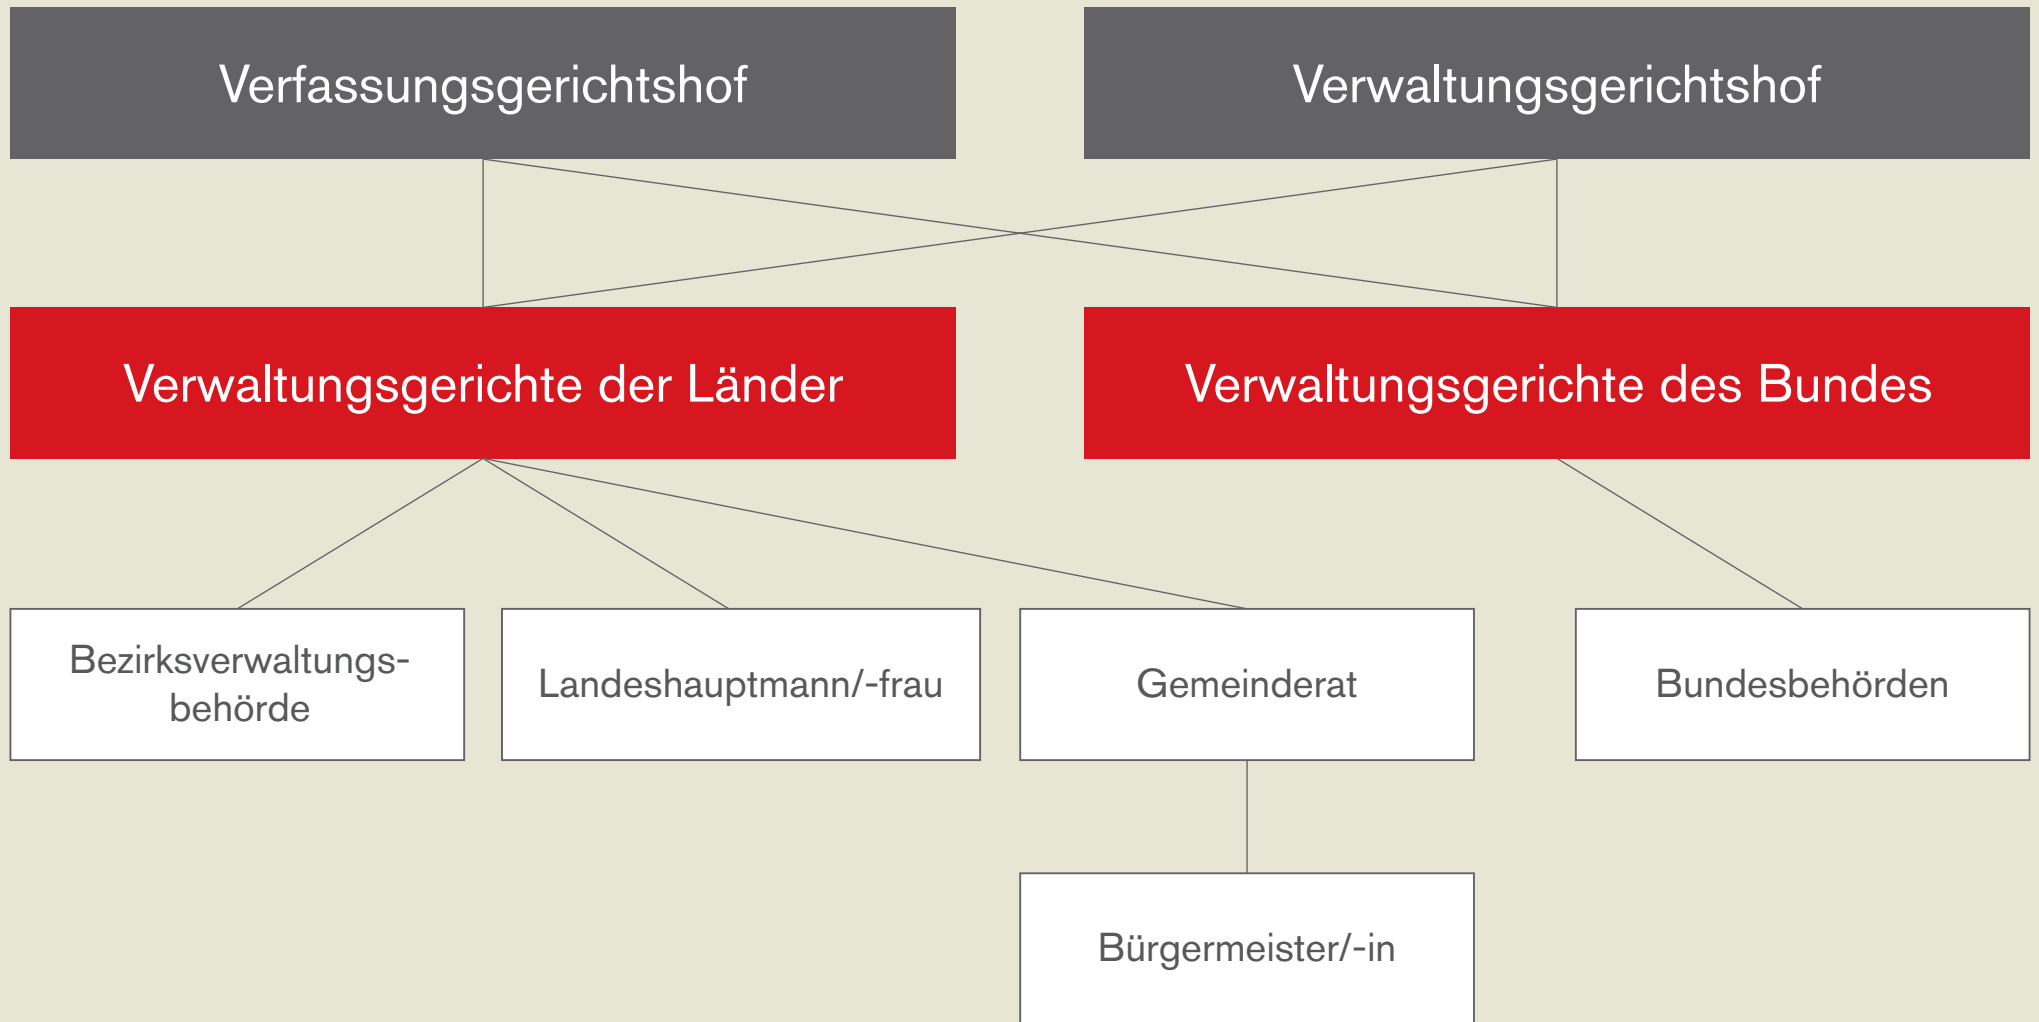 Verfassungsgerichtshof
Verwaltungsgerichtshof
Verwaltungsgerichte der Länder
Verwaltungsgerichte des Bundes
Bezirksverwaltungs-
behörde
Landeshauptmann/-frau
Gemeinderat
Bundesbehörden
Bürgermeister/-in